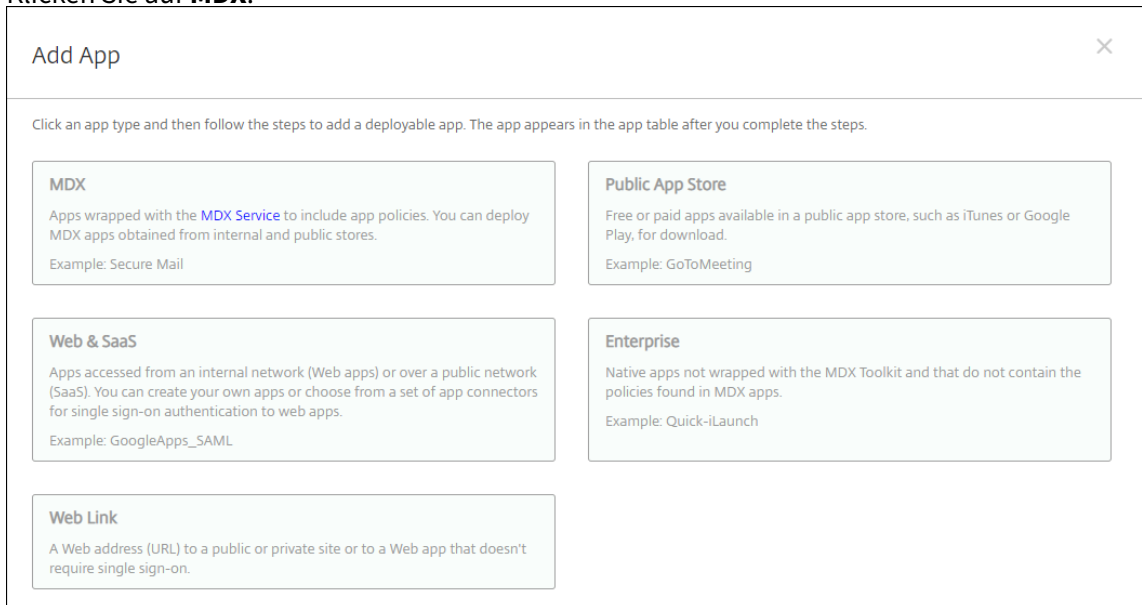 Klicken Sie auf MDX.
Add App
Click an app type and then follow the steps to add a deployable app. The app appears in the app table after you complete the steps.
MDX
Apps wrapped with the MDX Service to include app policies. You can deploy
MDX apps obtained from internal and public stores.
Example: Secure Mail
Public App Store
Free or paid apps available in a public app store, such as iTunes or Google
Play, for download.
Example: GoToMeeting
Web & SaaS
Apps accessed from an internal network (Web apps) or over a public network
(SaaS). You can create your own apps or choose from a set of app connectors
for single sign-on authentication to web apps.
Example: GoogleApps_SAML
Enterprise
Native apps not wrapped with the MDX Toolkit and that do not contain the
policies found in MDX apps.
Example: Quick-iLaunch
Web Link
A Web address (URL) to a public or private site or to a Web app that doesn't
require single sign-on.